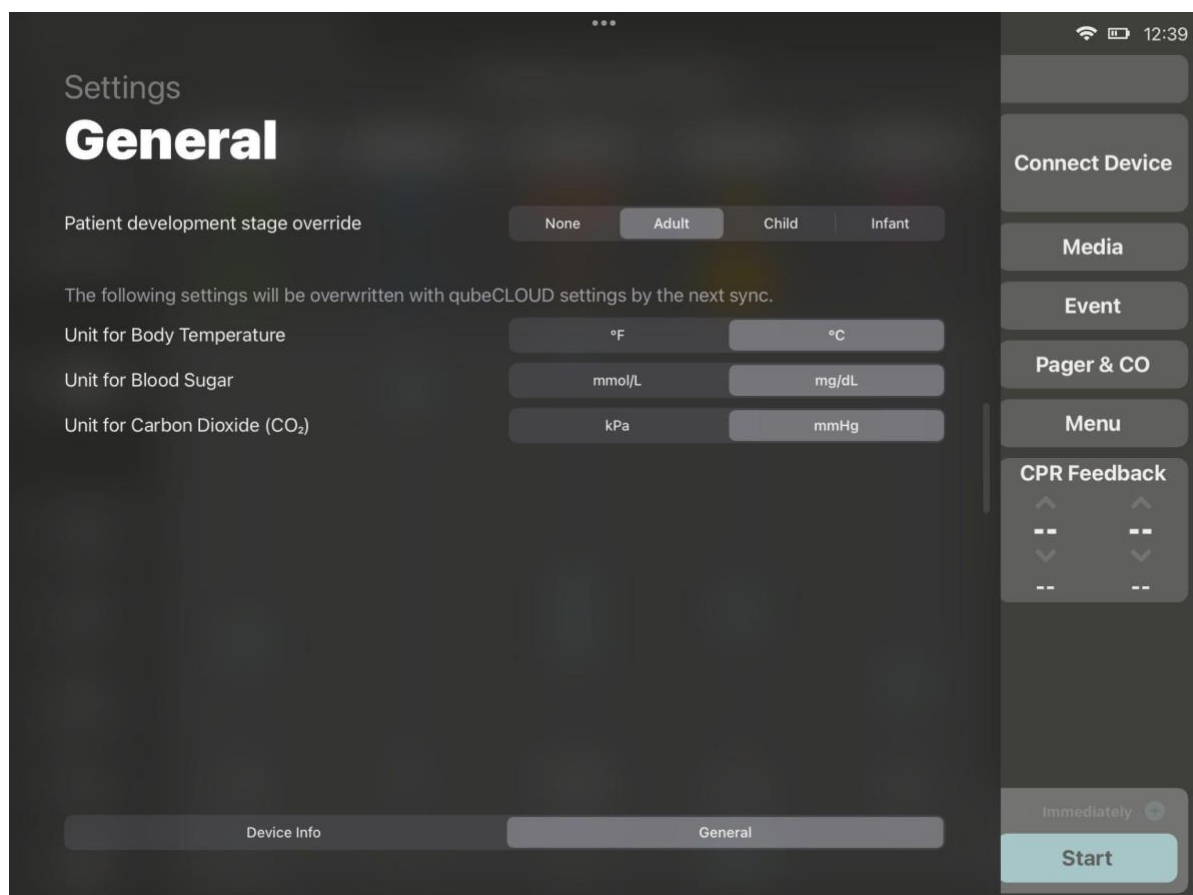 12:39
Settings
General
Patient development stage override
None Adult Child Infant
The following settings will be overwritten with qubeCLOUD settings by the next sync.
Unit for Body Temperature °F °C
Unit for Blood Sugar mmol/L mg/dL
Unit for Carbon Dioxide (CO₂) kPa mmHg
Device Info General
Connect Device
Media
Event
Pager & CO
Menu
CPR Feedback
-- --
-- --
Immediately
Start